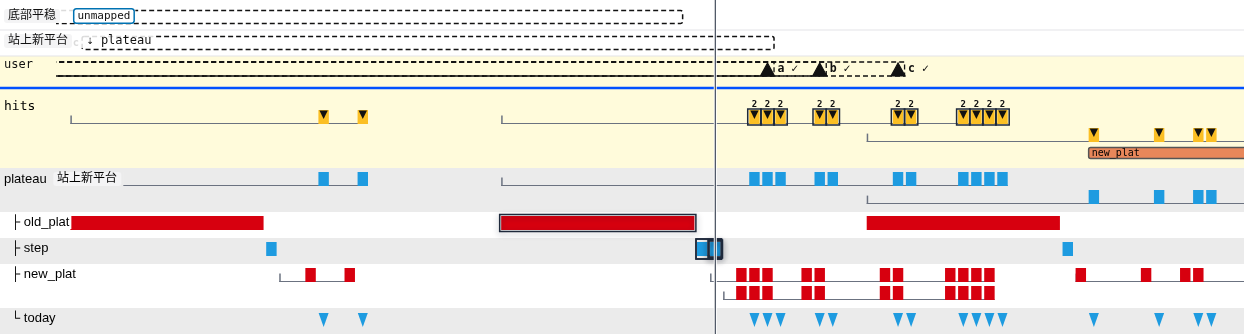 底部平稳 unmapped
站上新平台 ↓ plateau
user a ✓ b ✓ c ✓
hits 2 2 2 2 2 2 2 2 2 2 2
new_plat
plateau 站上新平台
├ old_plat
├ step
├ new_plat
└ today